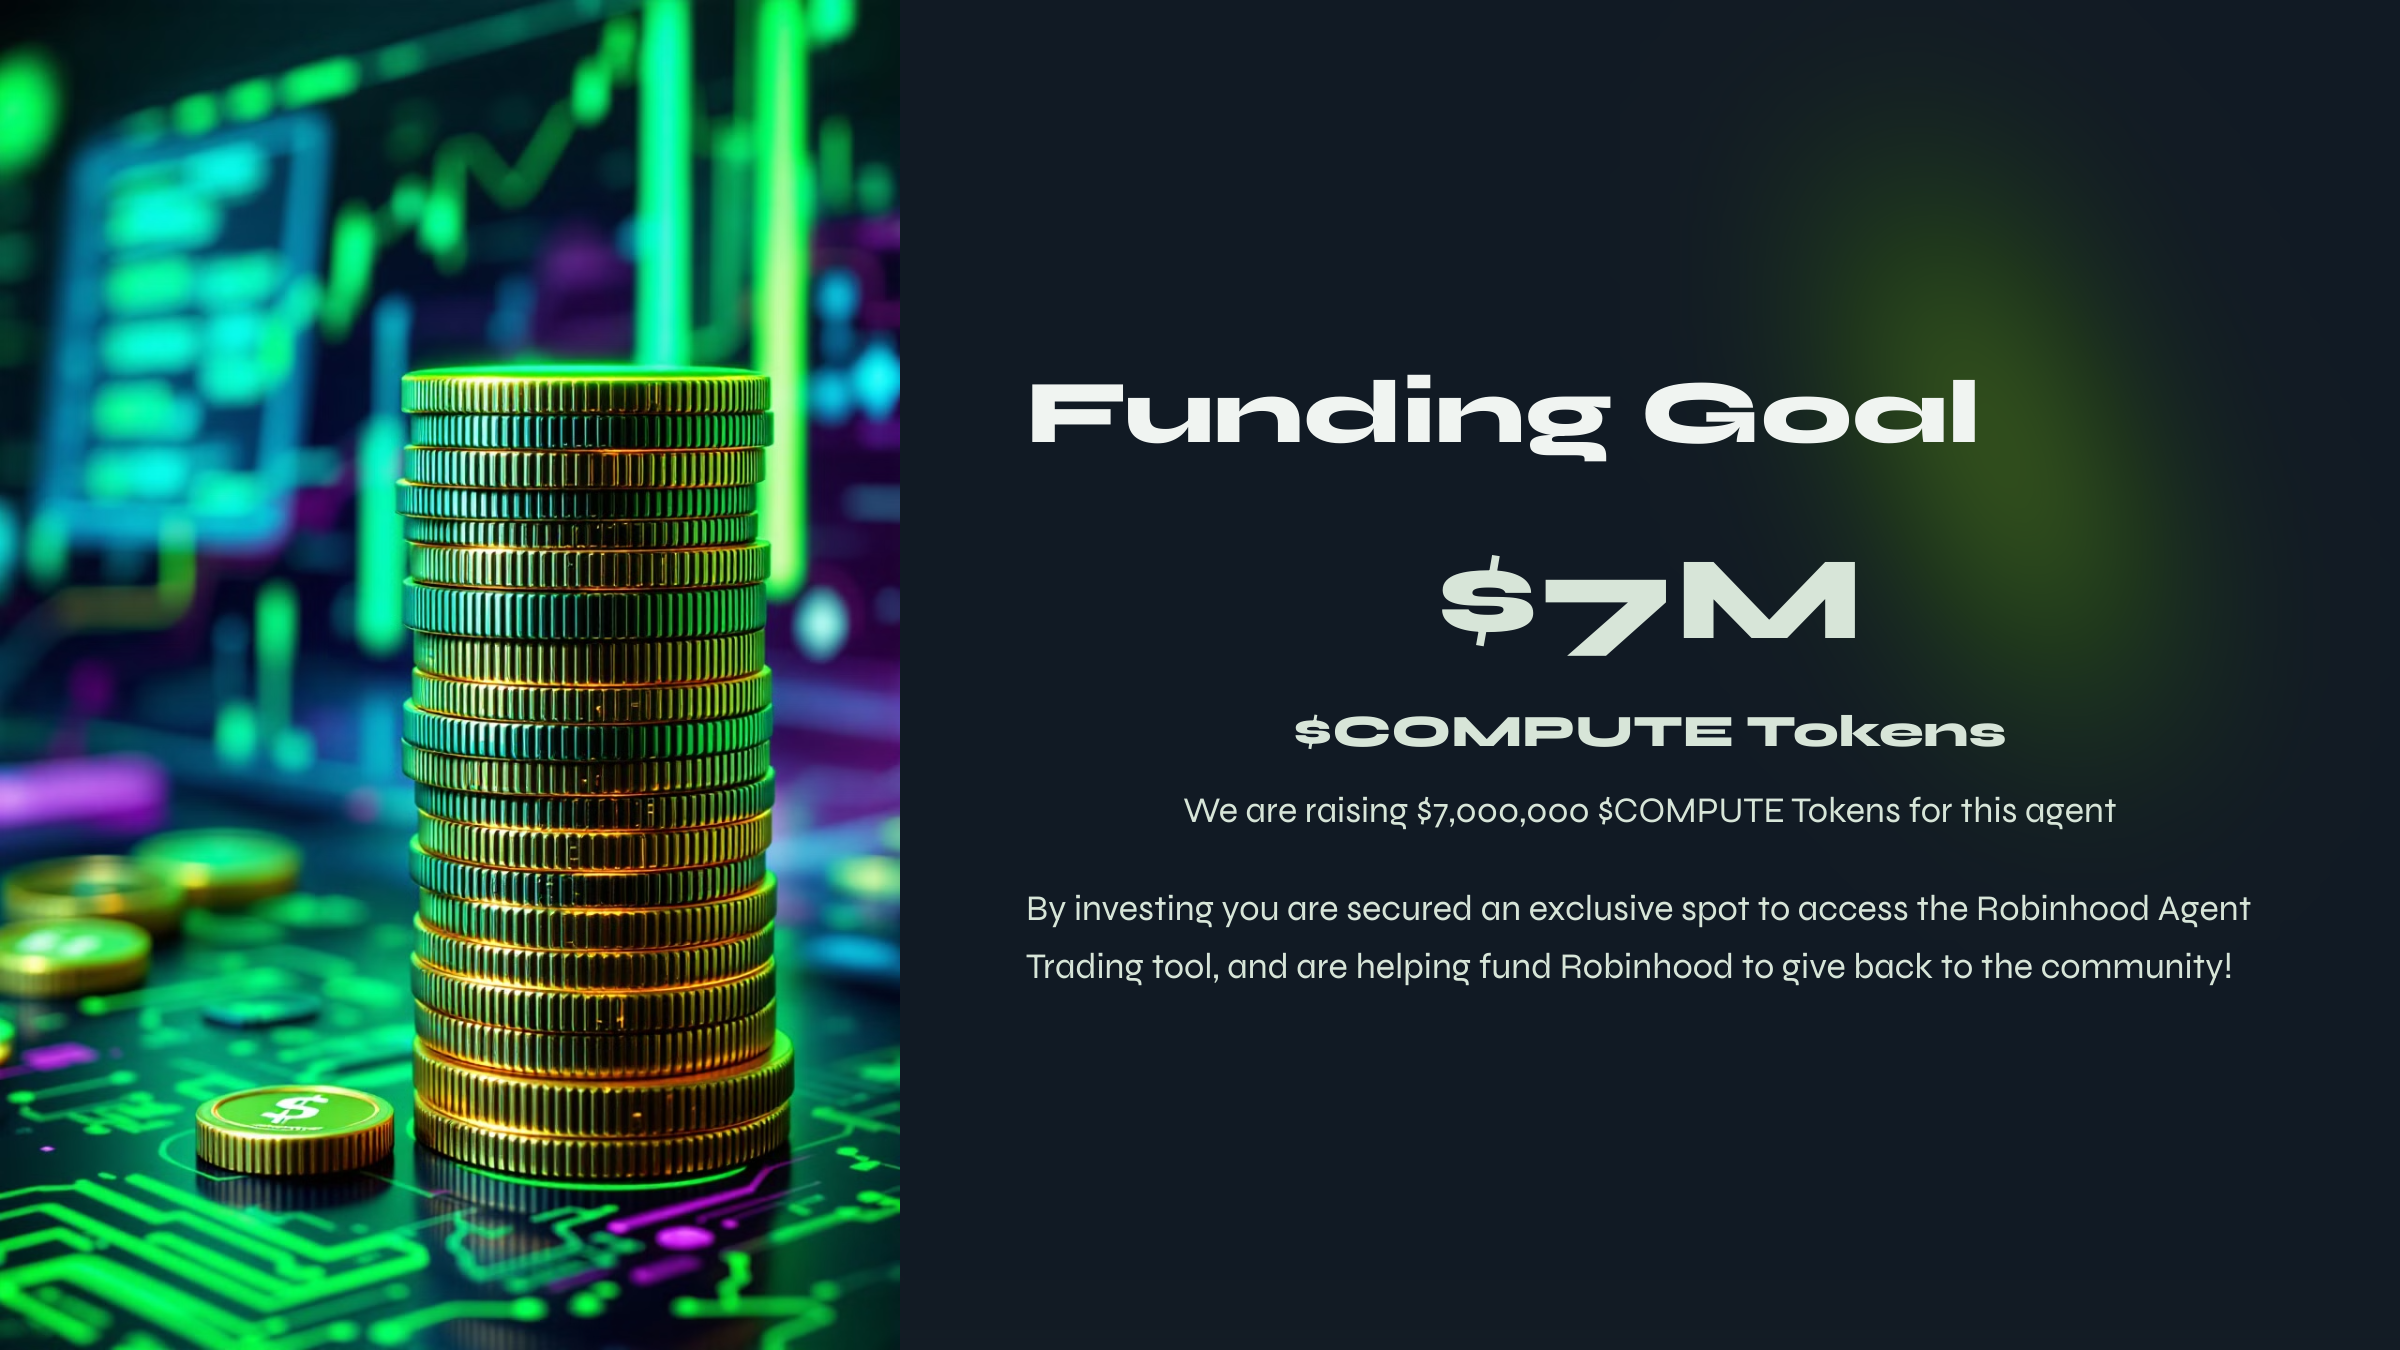 Funding Goal
$7M
$COMPUTE Tokens
We are raising $7,000,000 $COMPUTE Tokens for this agent
By investing you are secured an exclusive spot to access the Robinhood Agent
Trading tool, and are helping fund Robinhood to give back to the community!
$